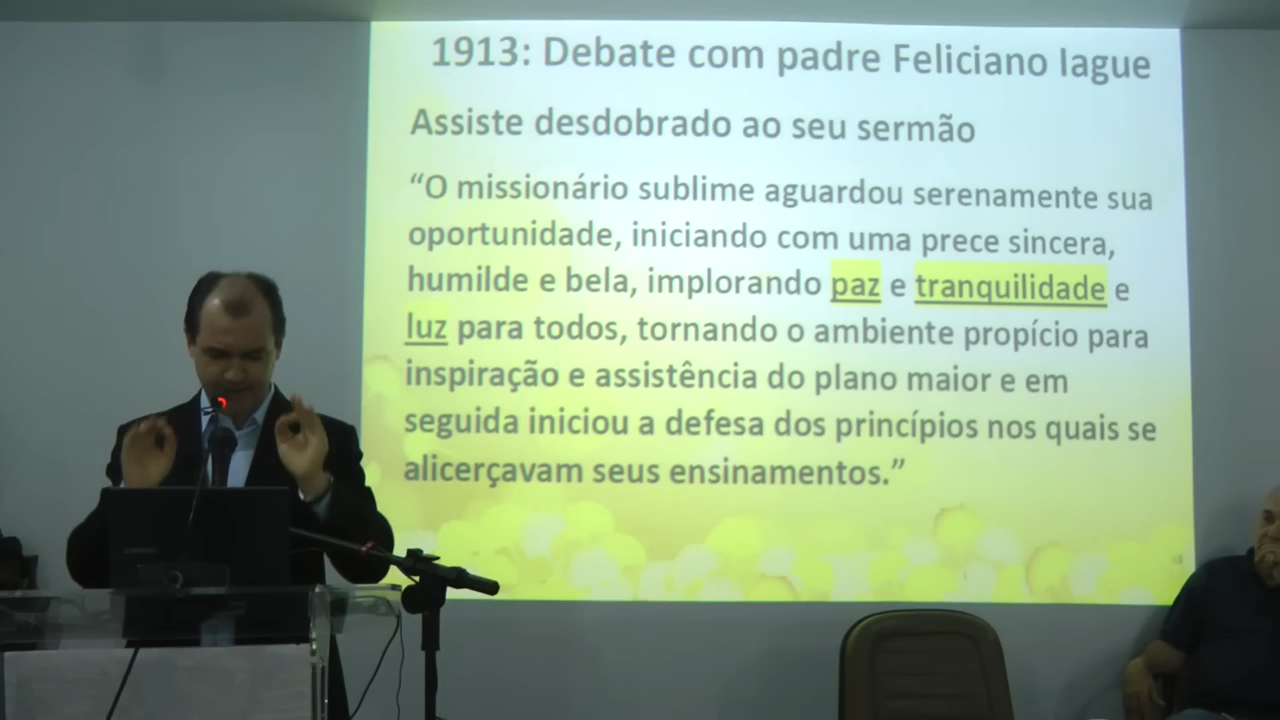 1913: Debate com padre Feliciano Iague
Assiste desdobrado ao seu sermão
“O missionário sublime aguardou serenamente sua
oportunidade, iniciando com uma prece sincera,
humilde e bela, implorando paz e tranquilidade e
luz para todos, tornando o ambiente propício para
inspiração e assistência do plano maior e em
seguida iniciou a defesa dos princípios nos quais se
alicerçavam seus ensinamentos.”